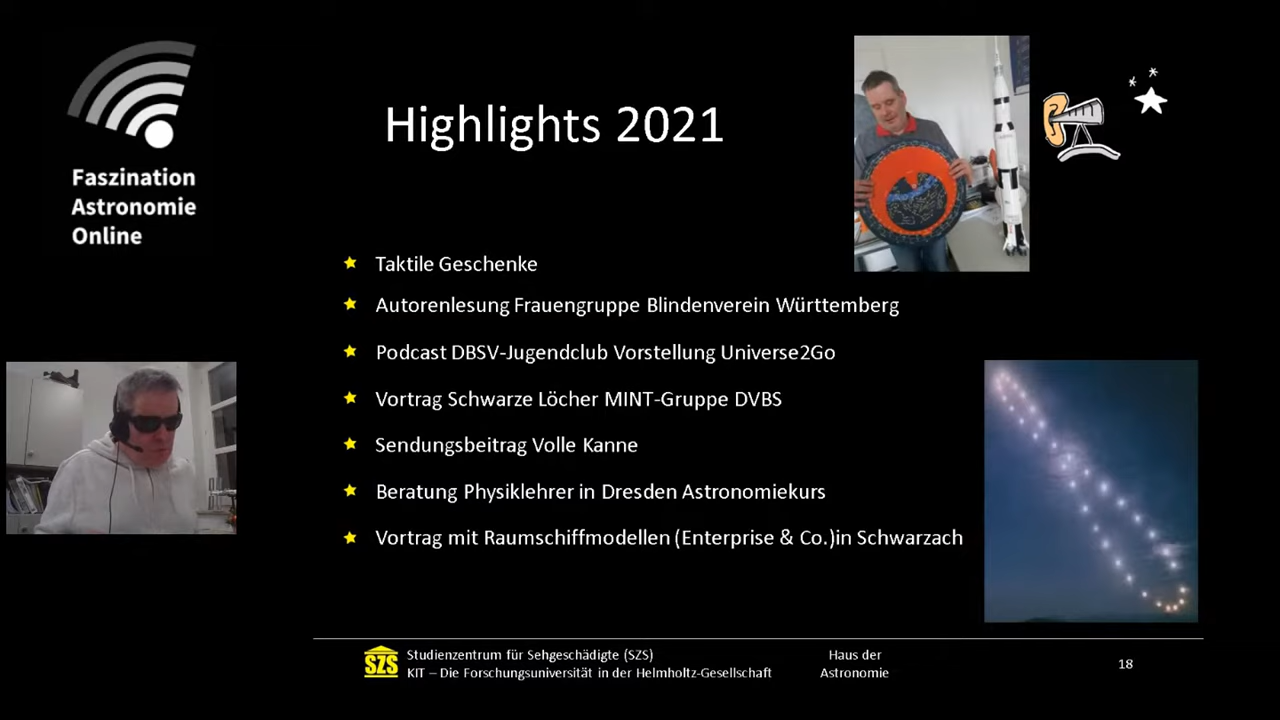 Faszination
Astronomie
Online
Highlights 2021
Taktile Geschenke
Autorenlesung Frauengruppe Blindenverein Württemberg
Podcast DBSV-Jugendclub Vorstellung Universe2Go
Vortrag Schwarze Löcher MINT-Gruppe DVBS
Sendungsbeitrag Volle Kanne
Beratung Physiklehrer in Dresden Astronomiekurs
Vortrag mit Raumschiffmodellen (Enterprise & Co.)in Schwarzach
SZS
Studienzentrum für Sehgeschädigte (SZS)
KIT – Die Forschungsuniversität in der Helmholtz-Gesellschaft
Haus der
Astronomie
18